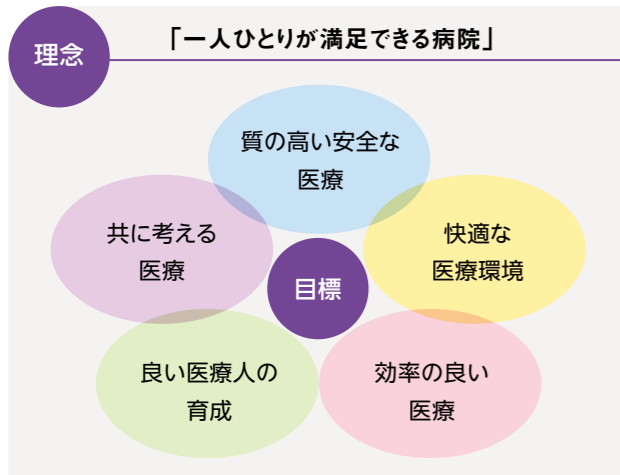 理念
「一人ひとりが満足できる病院」
質の高い安全な
医療
共に考える
医療
快適な
医療環境
目標
良い医療人の
育成
効率の良い
医療